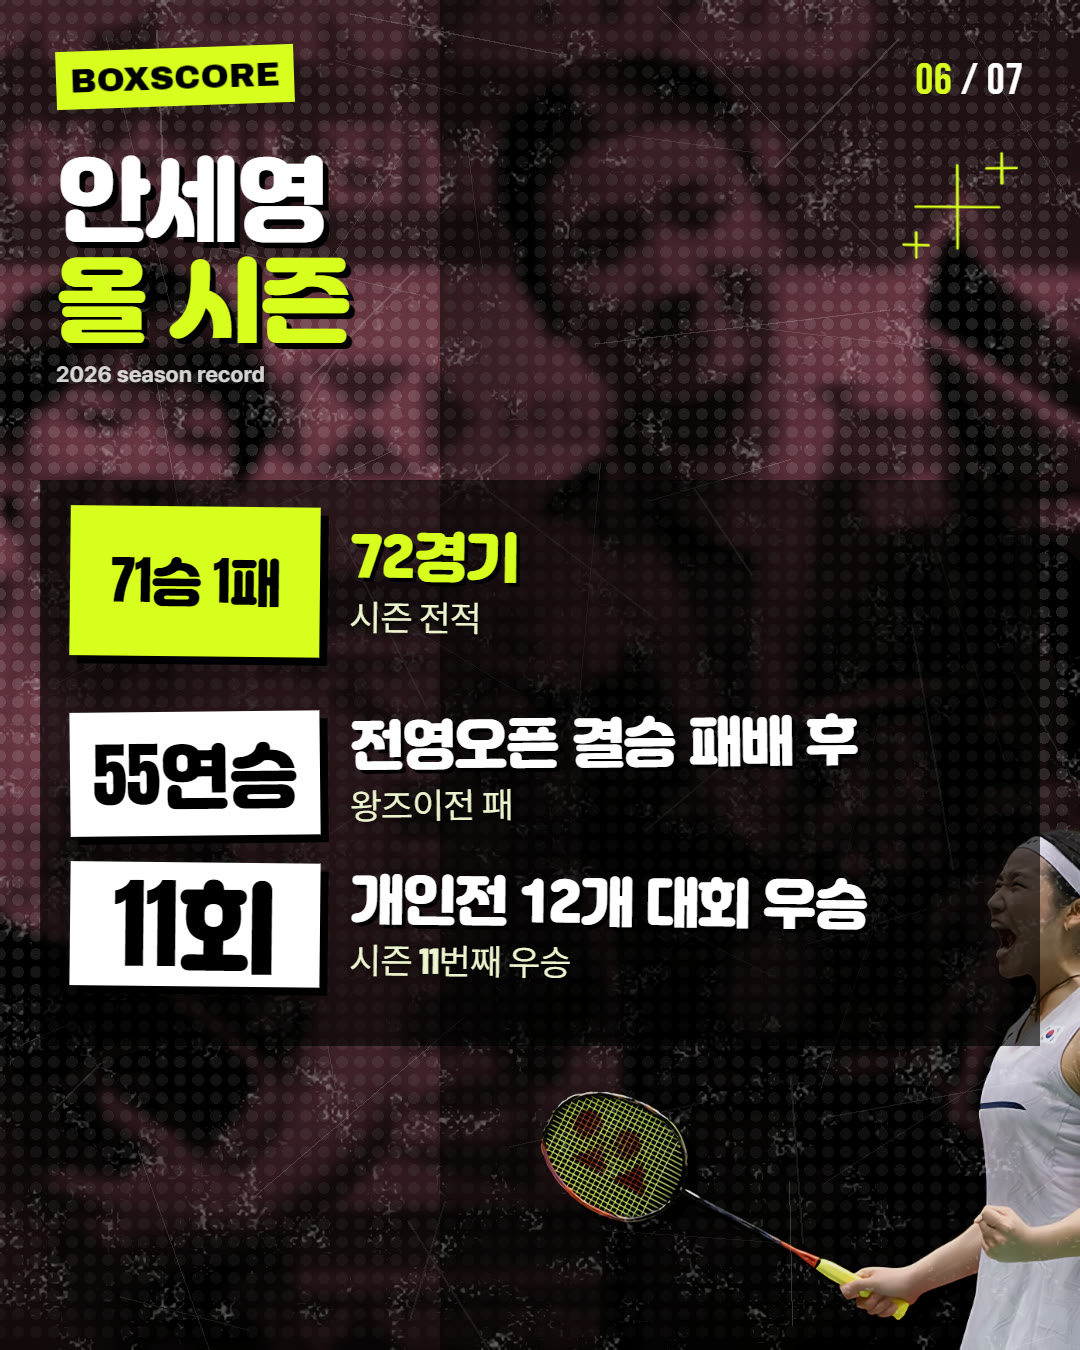 BOXSCORE
06 / 07
안세영
올 시즌
2026 season record
71승 1패
72경기
시즌 전적
55연승
전영오픈 결승 패배 후
왕즈이전 패
11회
개인전 12개 대회 우승
시즌 11번째 우승